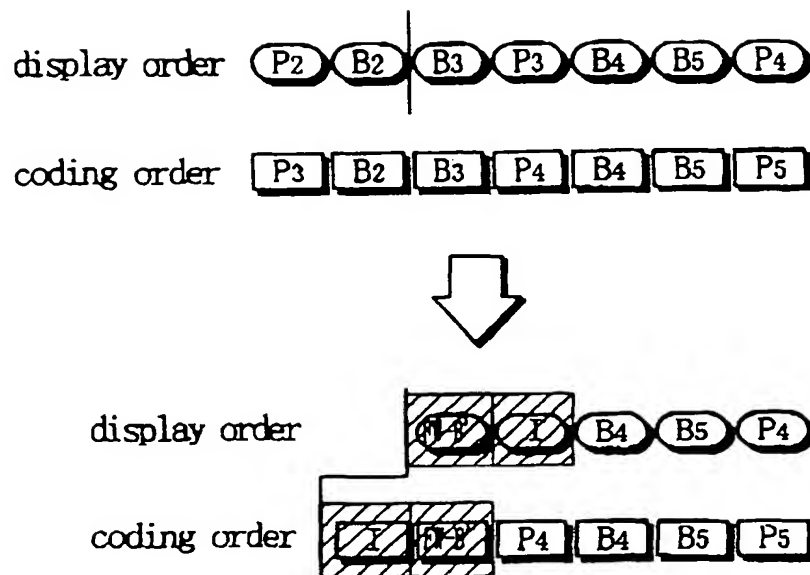 display order P2 B2 B3 P3 B4 B5 P4
coding order P3 B2 B3 P4 B4 B5 P5
display order I B4 B5 P4
coding order I P4 B4 B5 P5